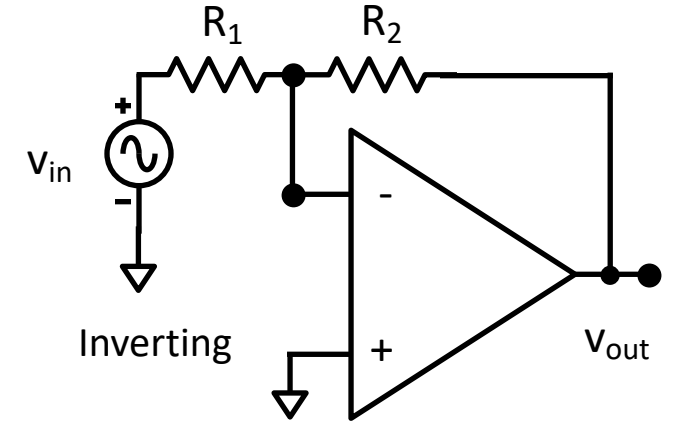 R1 R2
+
vin
-
-
Inverting
+
vout